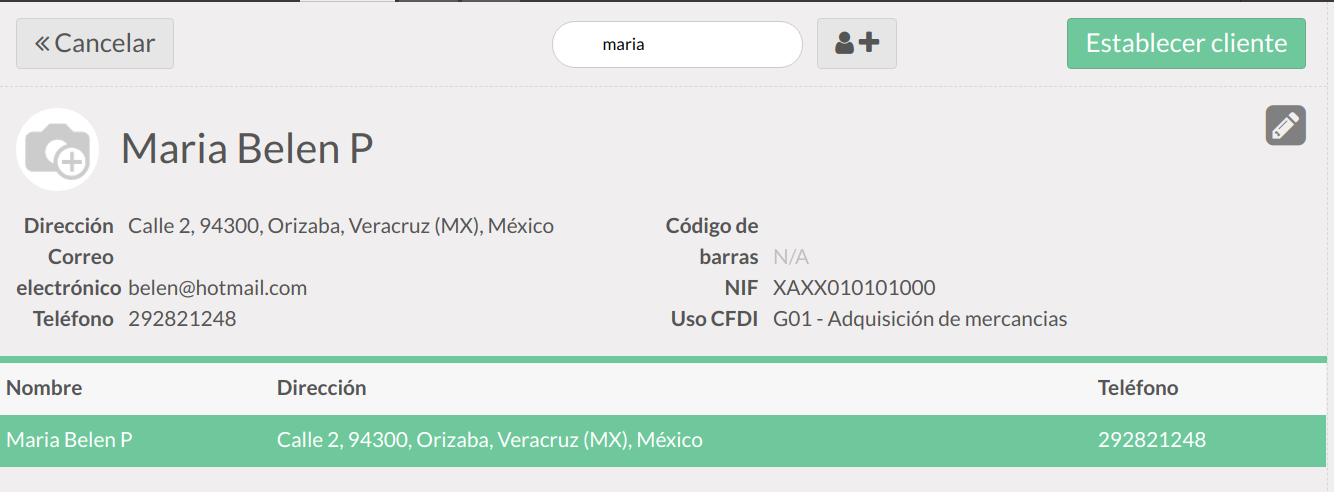 Cancelar maria Establecer cliente
Maria Belen P
Dirección Calle 2, 94300, Orizaba, Veracruz (MX), México
Correo
electrónico belen@hotmail.com
Teléfono 292821248
Código de
barras N/A
NIF XAXX010101000
Uso CFDI G01 - Adquisición de mercancias
Nombre Dirección Teléfono
Maria Belen P Calle 2, 94300, Orizaba, Veracruz (MX), México 292821248